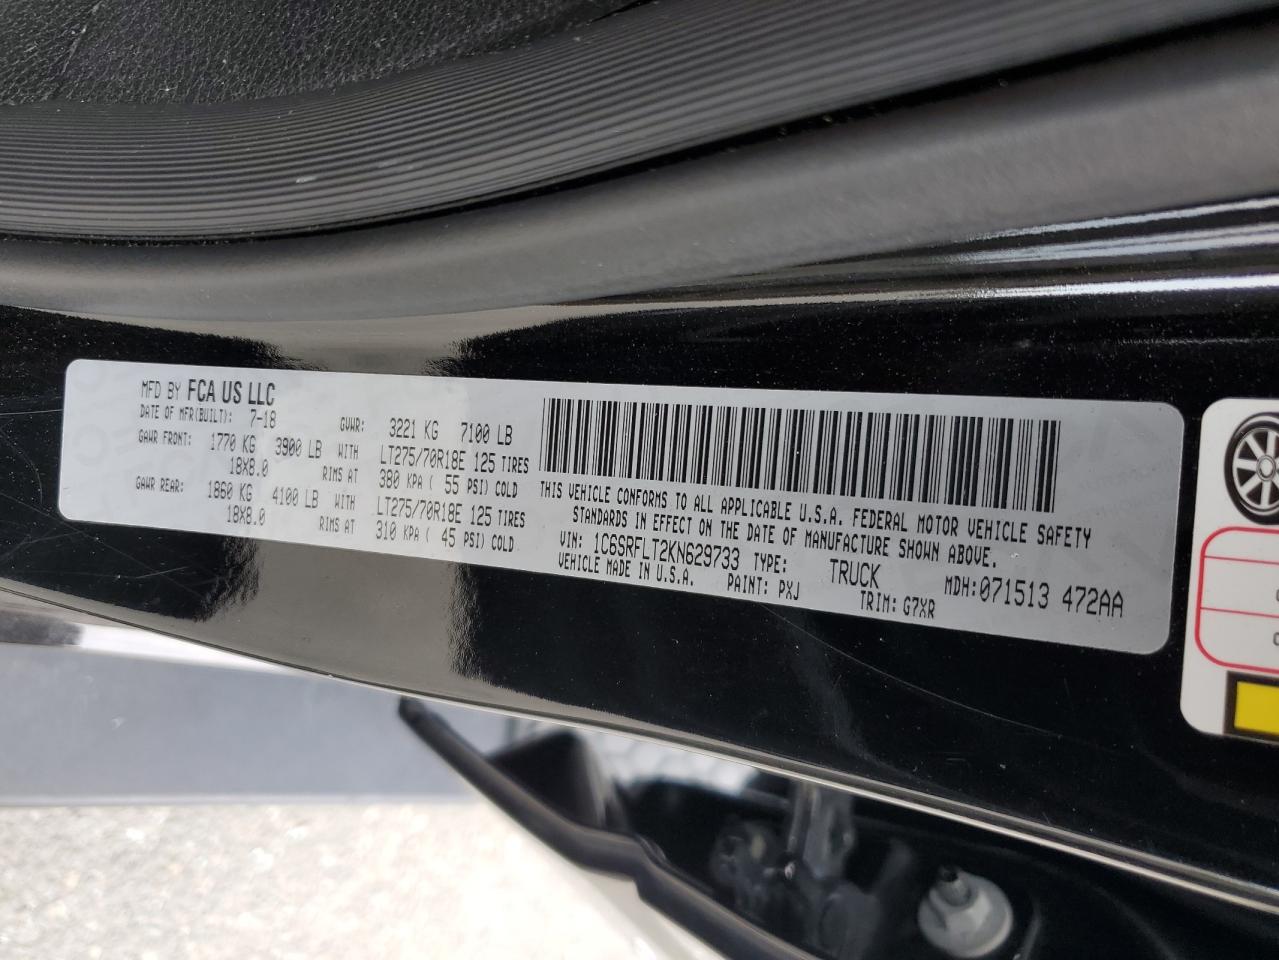 MFD BY FCA US LLC
DATE OF MFR(BUILT): 7-18 GVWR: 3221 KG 7100 LB
GAWR FRONT: 1770 KG 3900 LB WITH LT275/70R18E 125 TIRES
18X8.0 RIMS AT 380 KPA ( 55 PSI) COLD
GAWR REAR: 1860 KG 4100 LB WITH LT275/70R18E 125 TIRES
18X8.0 RIMS AT 310 KPA ( 45 PSI) COLD
THIS VEHICLE CONFORMS TO ALL APPLICABLE U.S.A. FEDERAL MOTOR VEHICLE SAFETY
STANDARDS IN EFFECT ON THE DATE OF MANUFACTURE SHOWN ABOVE.
VIN: 1C6SRFLT2KN629733 TYPE: TRUCK MDH:071513 472AA
VEHICLE MADE IN U.S.A. PAINT: PXJ TRIM: G7XR